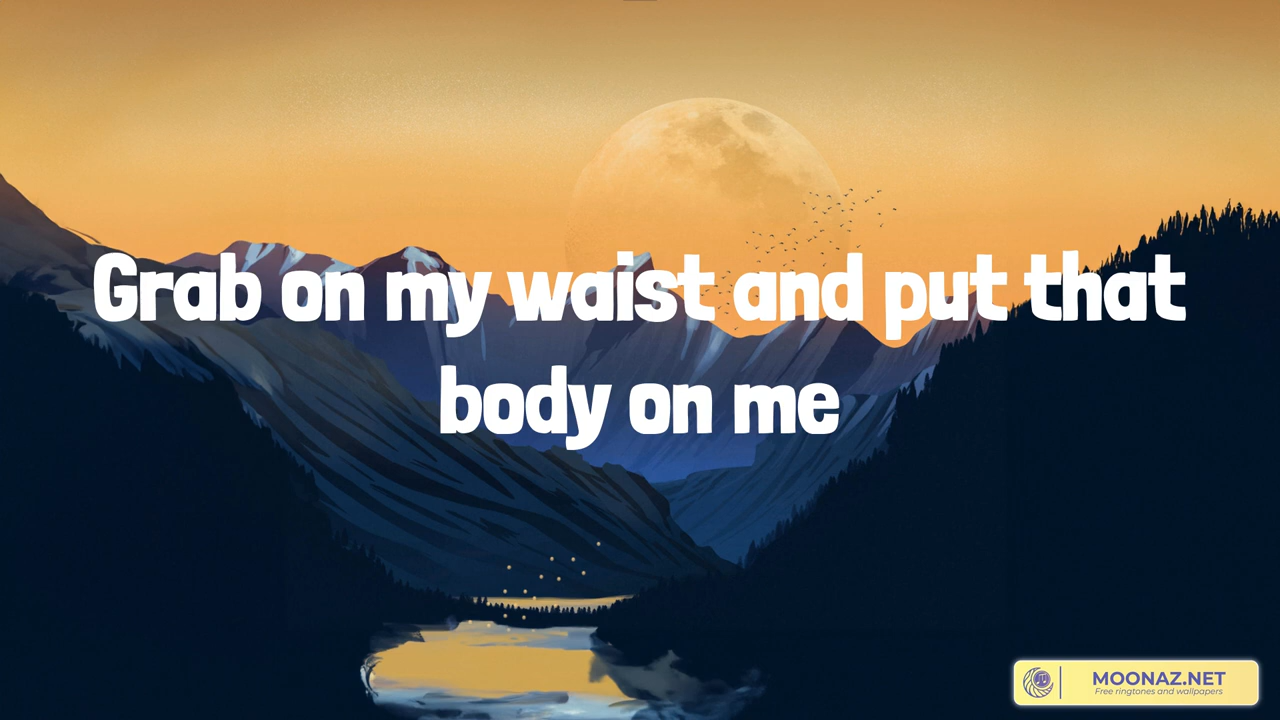 Grab on my waist and put that
body on me
MOONAZ.NET
Free ringtones and wallpapers